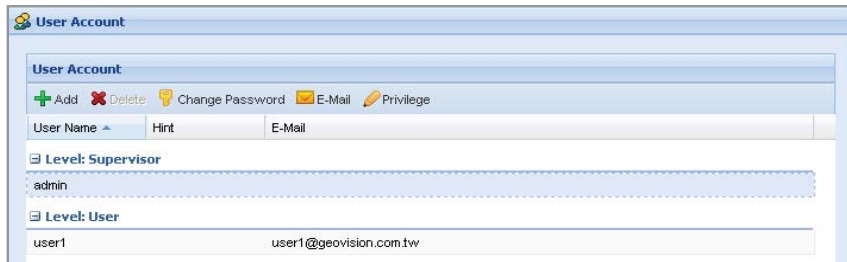 User Account
User Account
Add Delete Change Password E-Mail Privilege
User Name Hint E-Mail
Level: Supervisor
admin
Level: User
user1 user1@geovision.com.tw